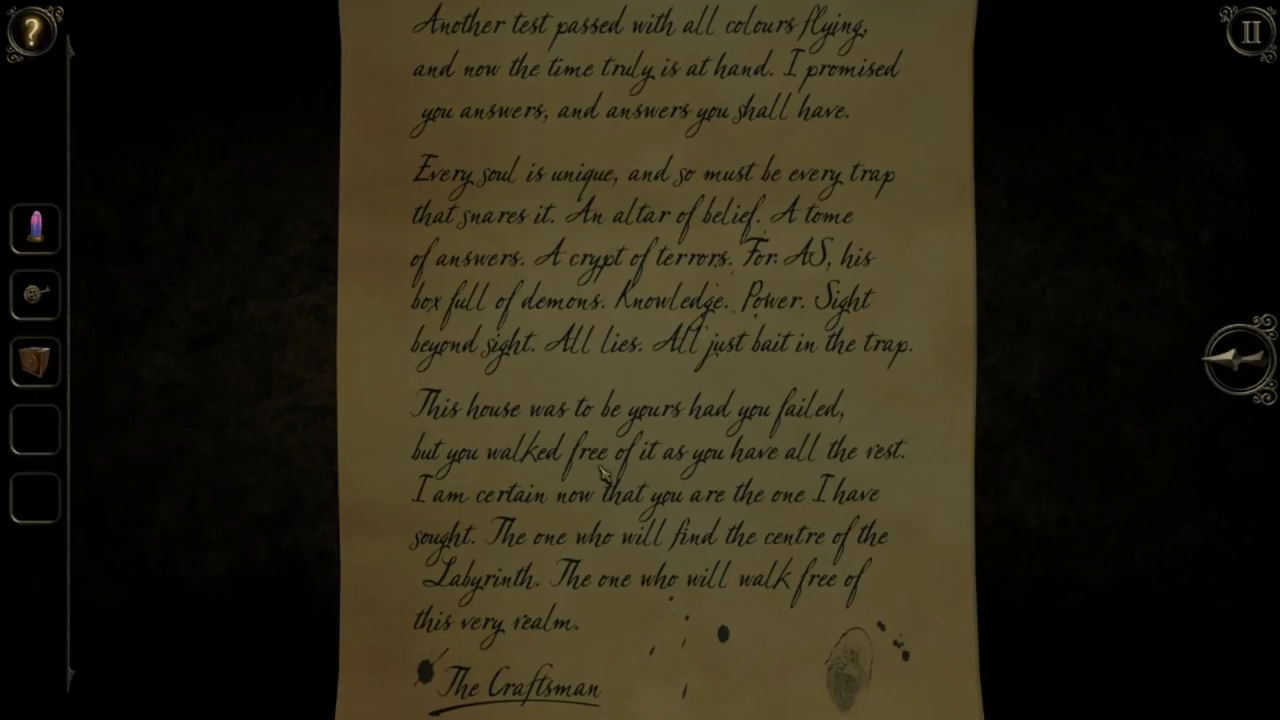 Another test passed with all colours flying,
and now the time truly is at hand. I promised
you answers, and answers you shall have.
Every soul is unique, and so must be every trap
that snares it. An altar of belief. A tome
of answers. A crypt of terrors. For AS, his
box full of demons. Knowledge. Power. Sight
beyond sight. All lies. All just bait in the trap.
This house was to be yours had you failed,
but you walked free of it as you have all the rest.
I am certain now that you are the one I have
sought. The one who will find the centre of the
Labyrinth. The one who will walk free of
this very realm.
The Craftsman